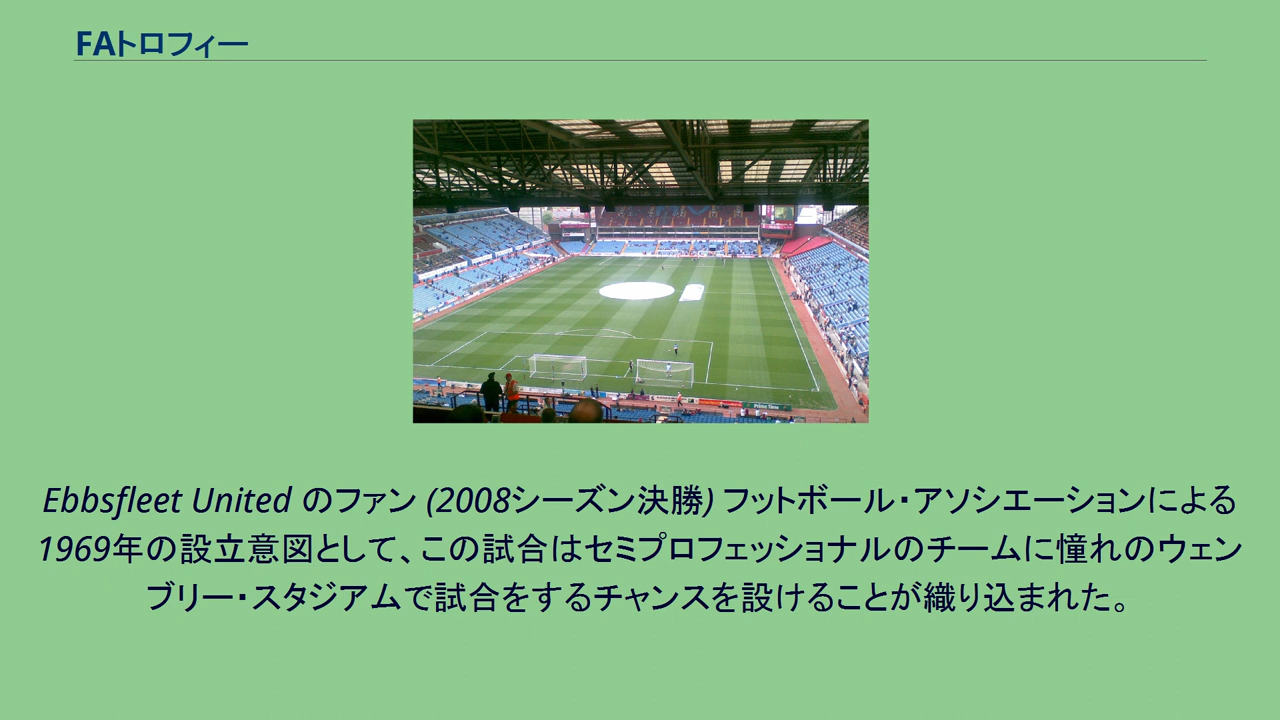 FAトロフィー
Ebbsfleet United のファン (2008シーズン決勝) フットボール・アソシエーションによる
1969年の設立意図として、この試合はセミプロフェッショナルのチームに憧れのウェン
ブリー・スタジアムで試合をするチャンスを設けることが織り込まれた。